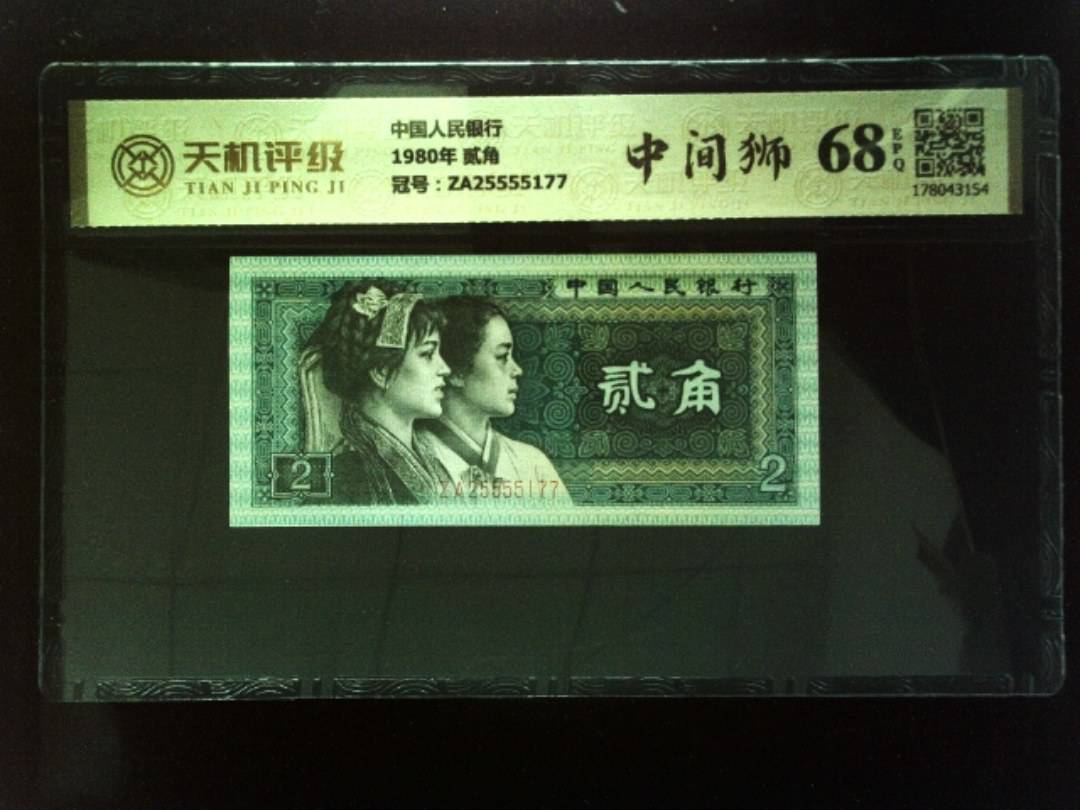 天机评级
TIAN JI PING JI
中国人民银行
1980年 贰角
冠号：ZA25555177
中间狮
68
EPQ
178043154
中国人民银行
贰角
2
2
ZA25555177